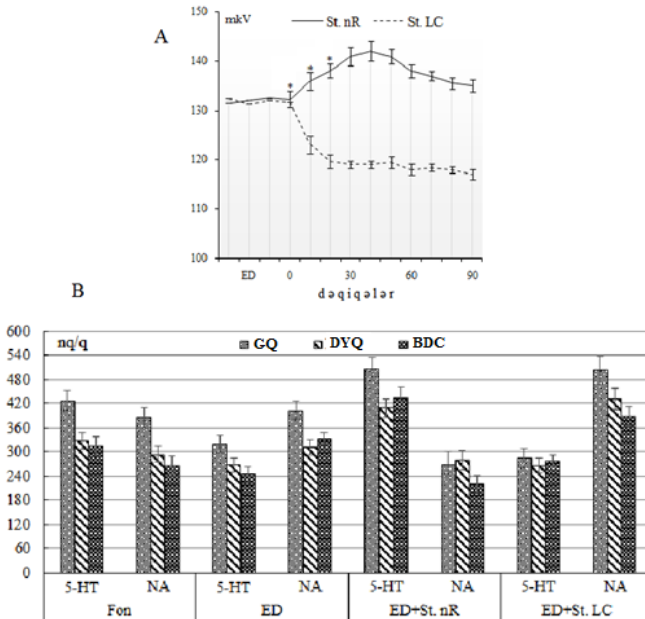 A
mkV
St. nR
St. LC
150
140
130
120
110
100
ED 0 30 60 90
dəqiqələr
B
600
540
480
420
360
300
240
180
120
60
0
nq/q
GQ DYQ BDC
5-HT NA 5-HT NA 5-HT NA 5-HT NA
Fon ED ED+St. nR ED+St. LC